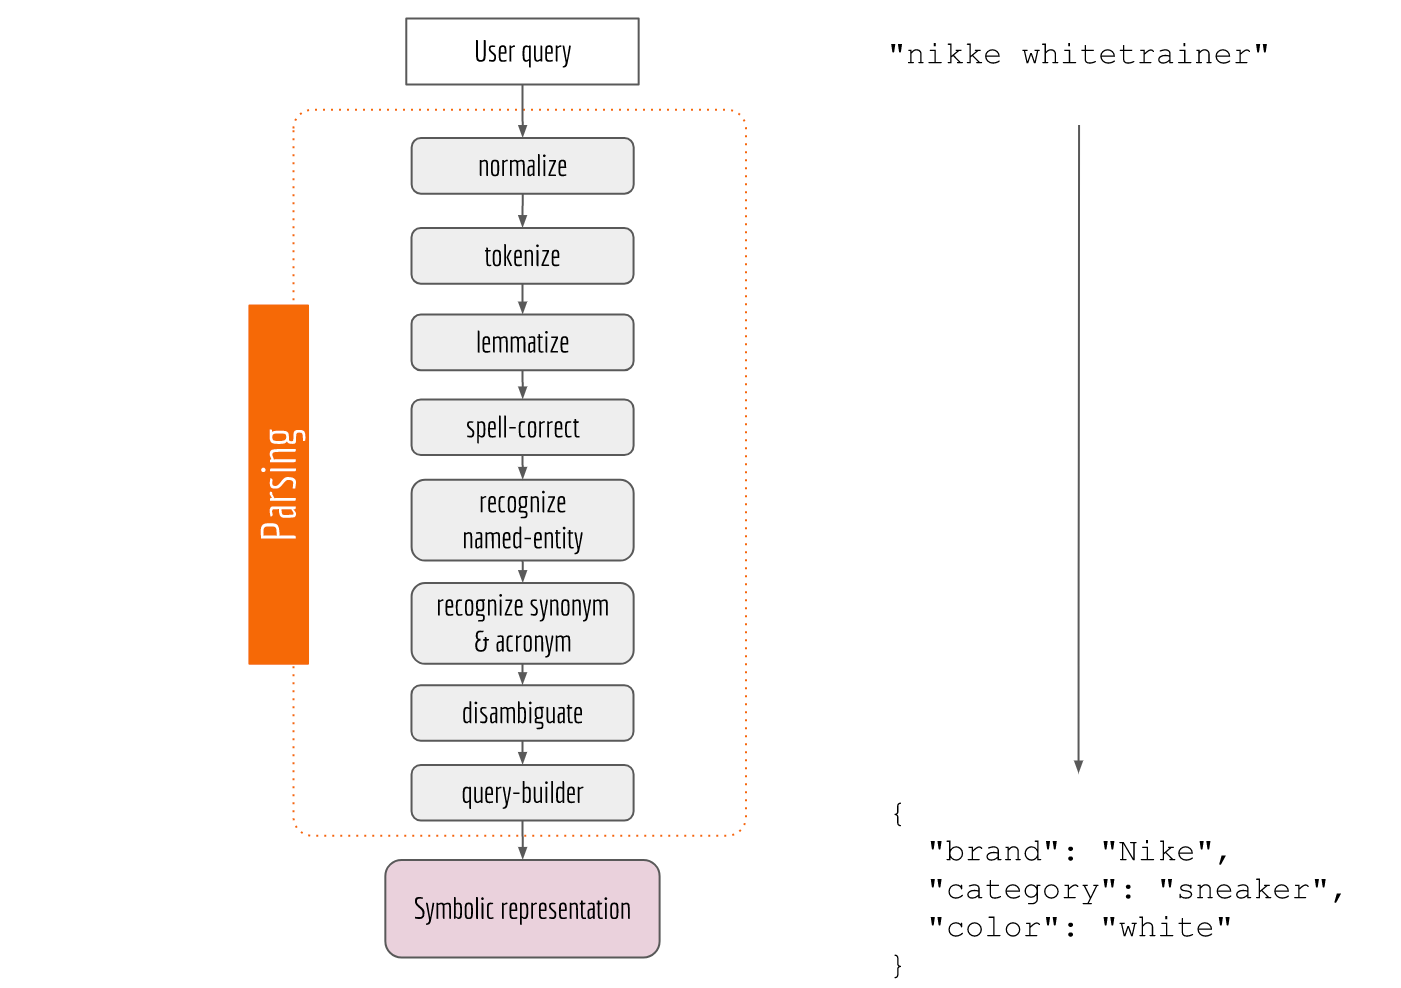 User query
"nikke whitetrainer"
normalize
tokenize
lemmatize
spell-correct
recognize
named-entity
recognize synonym
& acronym
disambiguate
query-builder
Symbolic representation
Parsing
{
"brand": "Nike",
"category": "sneaker",
"color": "white"
}